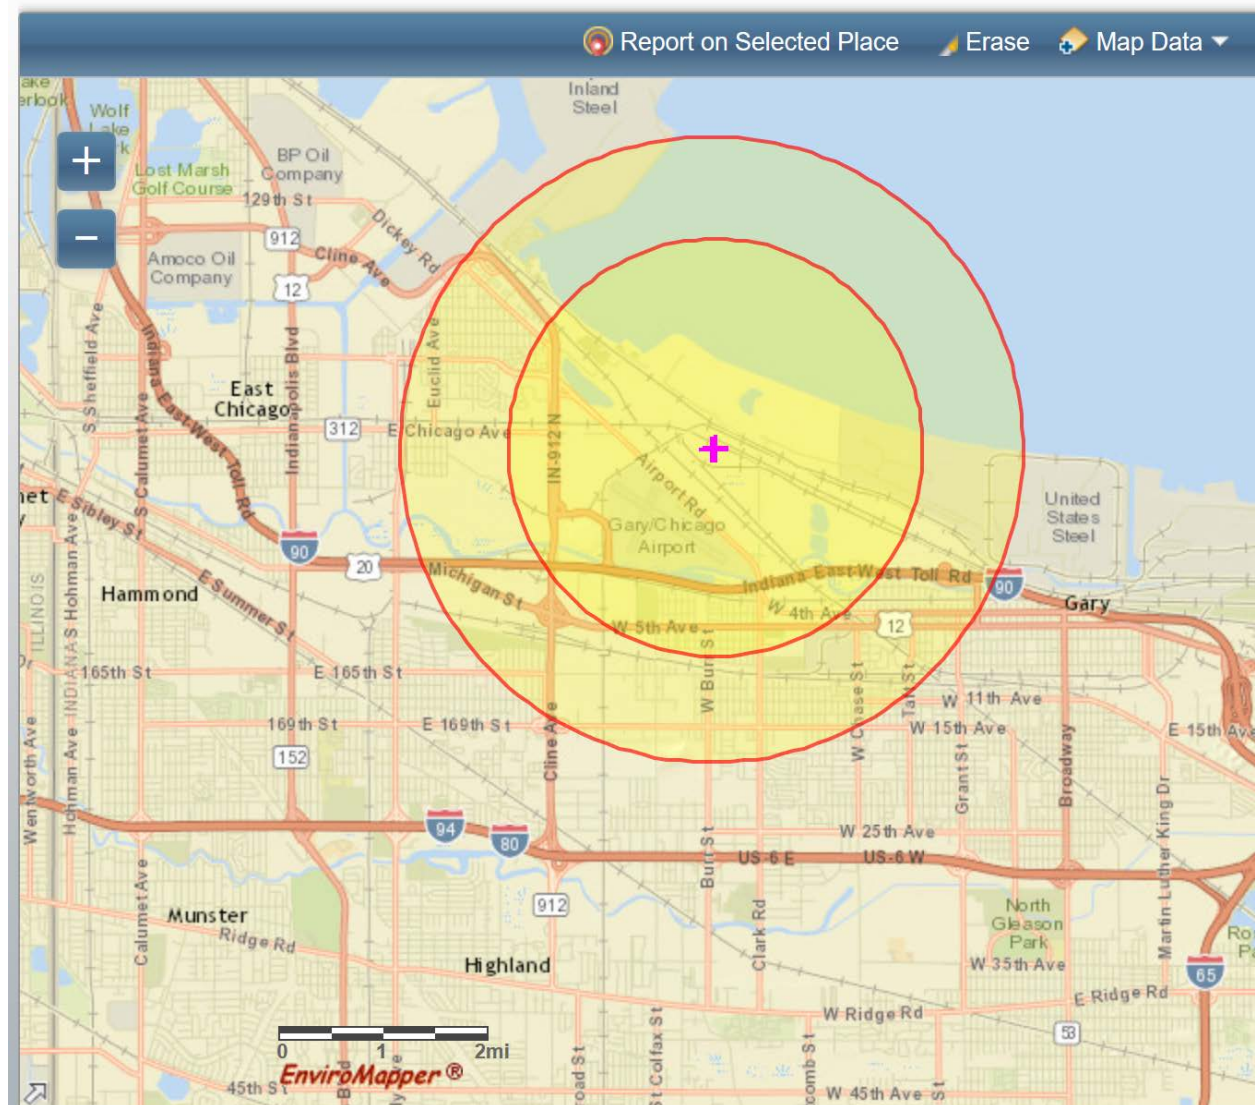 Report on Selected Place
Erase
Map Data
Inland
Steel
Wolf
Lake
BP Oil
Company
Lost Marsh
Golf Course
129th St
Dickey Rd
912
Cline Ave
Amoco Oil
Company
12
S Sheffield Ave
S Calumet Ave
Indiana East-West Toll Rd
Indianapolis Blvd
Euclid Ave
East
Chicago
312
E Chicago Ave
IN-912 N
Airport Rd
Gary/Chicago
Airport
United
States
Steel
E Sibley St
90
20
Michigan St
Indiana East-West Toll Rd
90
Gary
Hammond
E Summer St
W 4th Ave
12
W 5th Ave
ILLINOIS
INDIANA
S Hohman Ave
Hohman Ave
165th St
E 165th St
W Burr St
W Chase St
Taft St
W 11th Ave
169th St
E 169th St
W 15th Ave
E 15th Ave
152
Cline Ave
Grant St
Broadway
Wentworth Ave
Martin Luther King Dr
94
80
W 25th Ave
US-6 E
US-6 W
Burr St
Calumet Ave
Munster
Ridge Rd
912
Clark Rd
North
Gleason
Park
W 35th Ave
Highland
65
E Ridge Rd
W Ridge Rd
53
0 1 2mi
EnviroMapper ®
45th St
St Colfax St
W 45th Ave